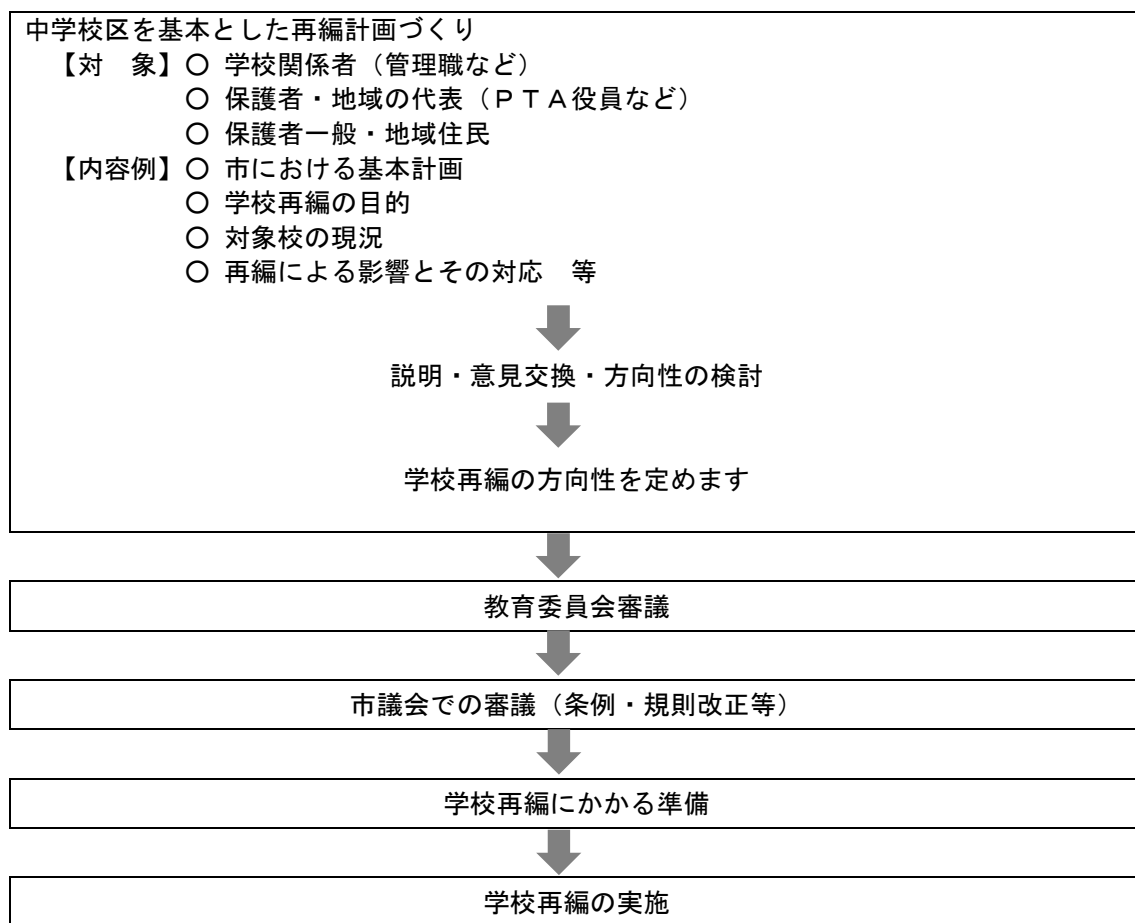 中学校区を基本とした再編計画づくり
【対　象】〇 学校関係者（管理職など）
〇 保護者・地域の代表（ＰＴＡ役員など）
〇 保護者一般・地域住民
【内容例】〇 市における基本計画
〇 学校再編の目的
〇 対象校の現況
〇 再編による影響とその対応　等
説明・意見交換・方向性の検討
学校再編の方向性を定めます
教育委員会審議
市議会での審議（条例・規則改正等）
学校再編にかかる準備
学校再編の実施